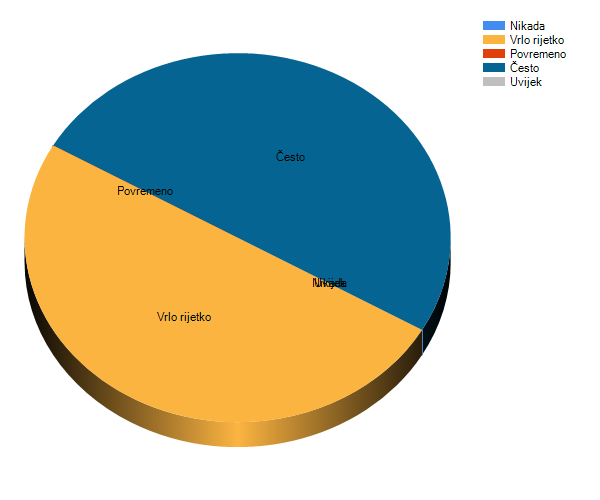 Nikada
Vrlo rijetko
Povremeno
Često
Uvijek
Često
Povremeno
Vrlo rijetko